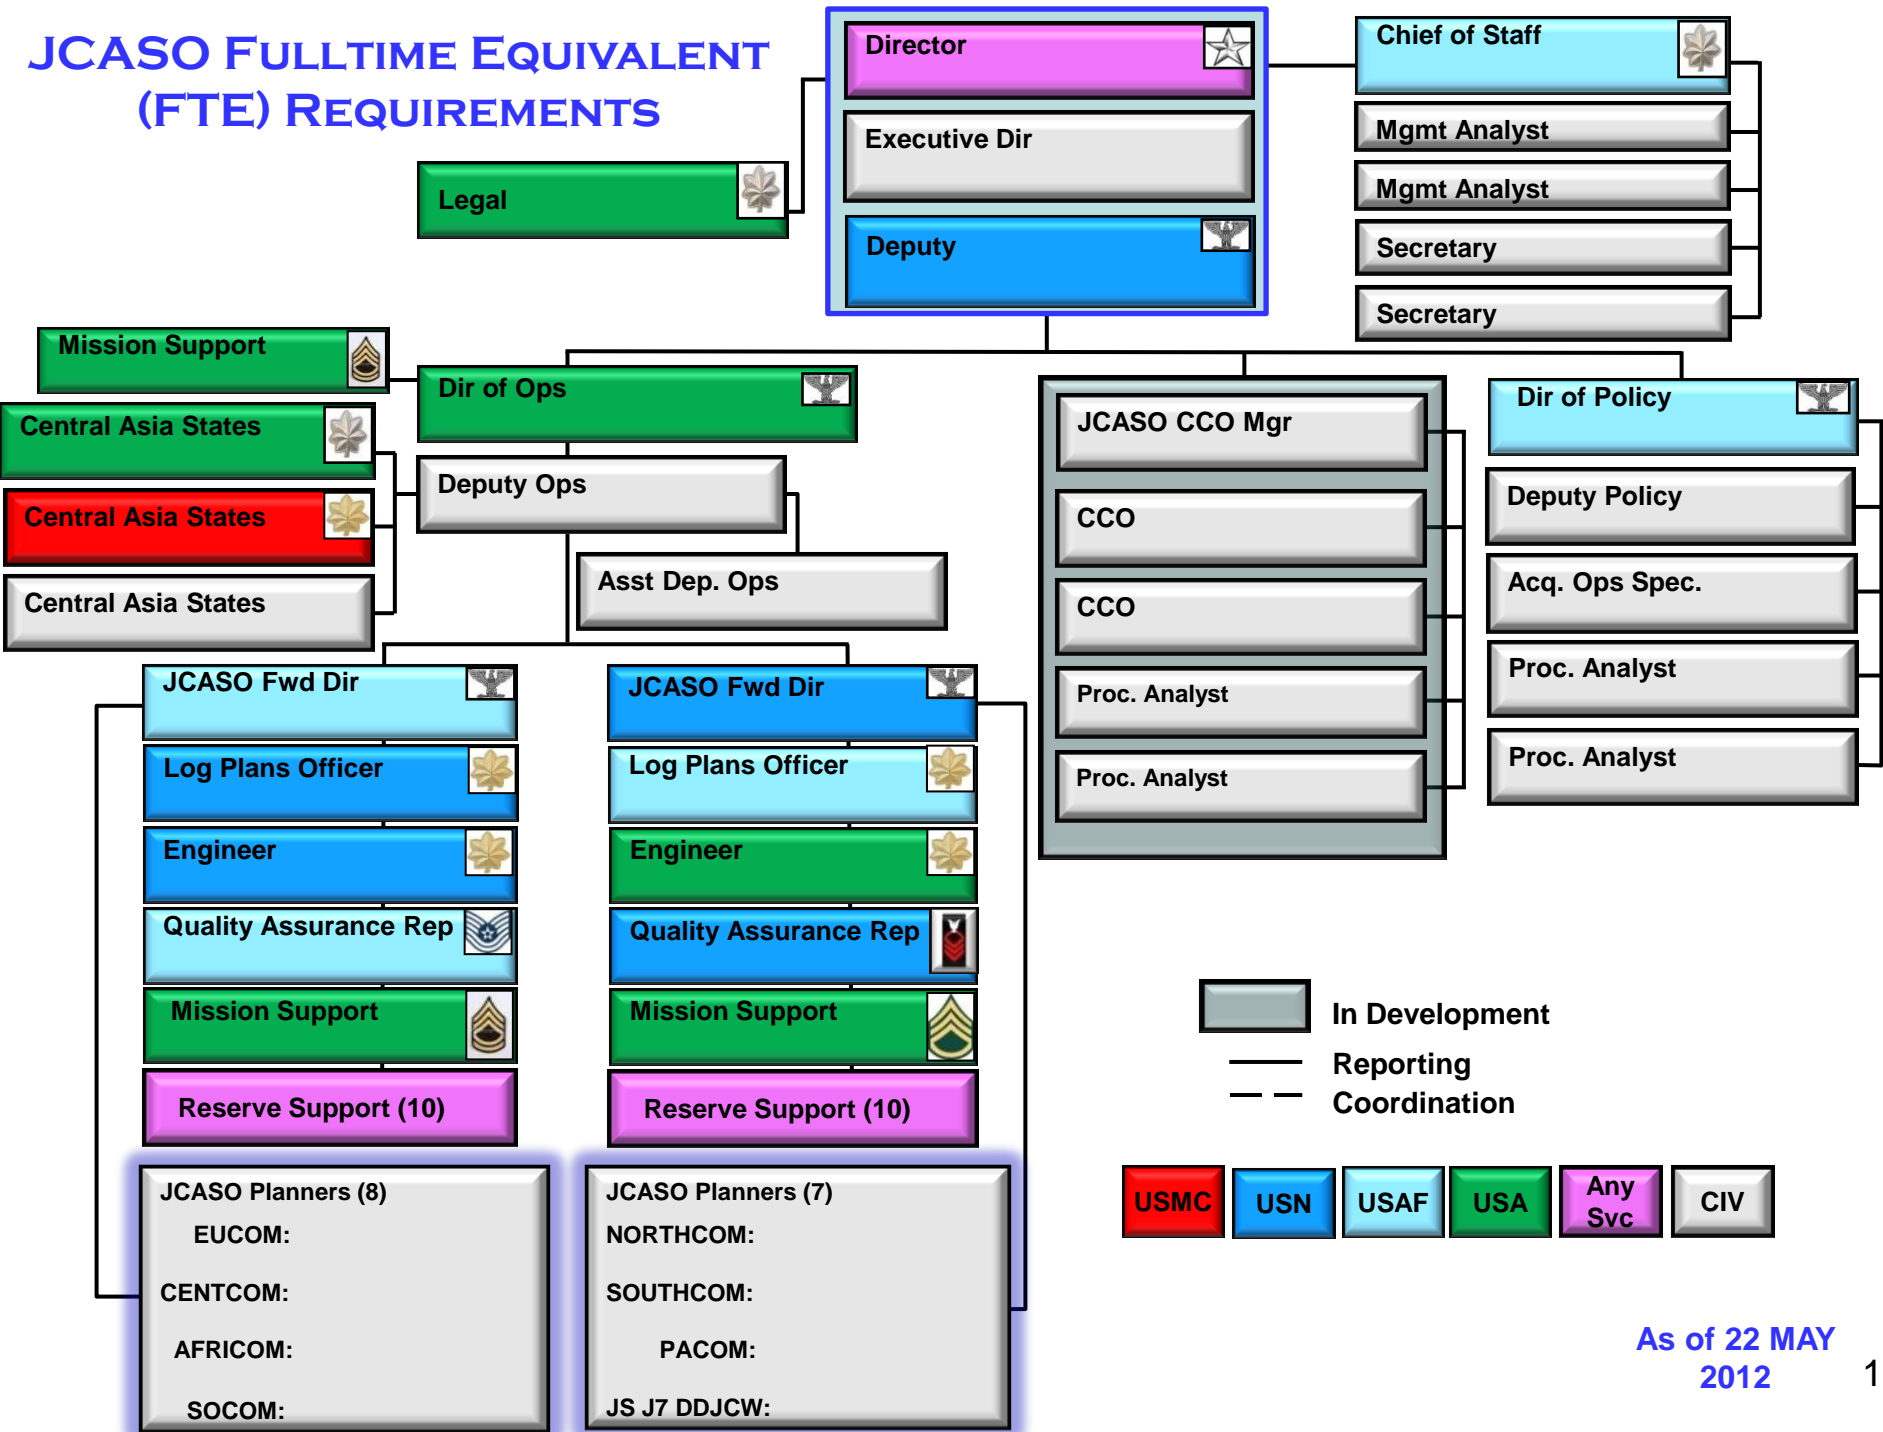 JCASO FULLTIME EQUIVALENT
(FTE) REQUIREMENTS
Director
Executive Dir
Deputy
Legal
Chief of Staff
Mgmt Analyst
Mgmt Analyst
Secretary
Secretary
Mission Support
Dir of Ops
Central Asia States
Central Asia States
Central Asia States
Deputy Ops
Asst Dep. Ops
JCASO CCO Mgr
CCO
CCO
Proc. Analyst
Proc. Analyst
Dir of Policy
Deputy Policy
Acq. Ops Spec.
Proc. Analyst
Proc. Analyst
JCASO Fwd Dir
Log Plans Officer
Engineer
Quality Assurance Rep
Mission Support
Reserve Support (10)
JCASO Planners (8)
EUCOM:
CENTCOM:
AFRICOM:
SOCOM:
JCASO Fwd Dir
Log Plans Officer
Engineer
Quality Assurance Rep
Mission Support
Reserve Support (10)
JCASO Planners (7)
NORTHCOM:
SOUTHCOM:
PACOM:
JS J7 DDJCW:
In Development
Reporting
Coordination
USMC
USN
USAF
USA
Any
Svc
CIV
As of 22 MAY
2012
1